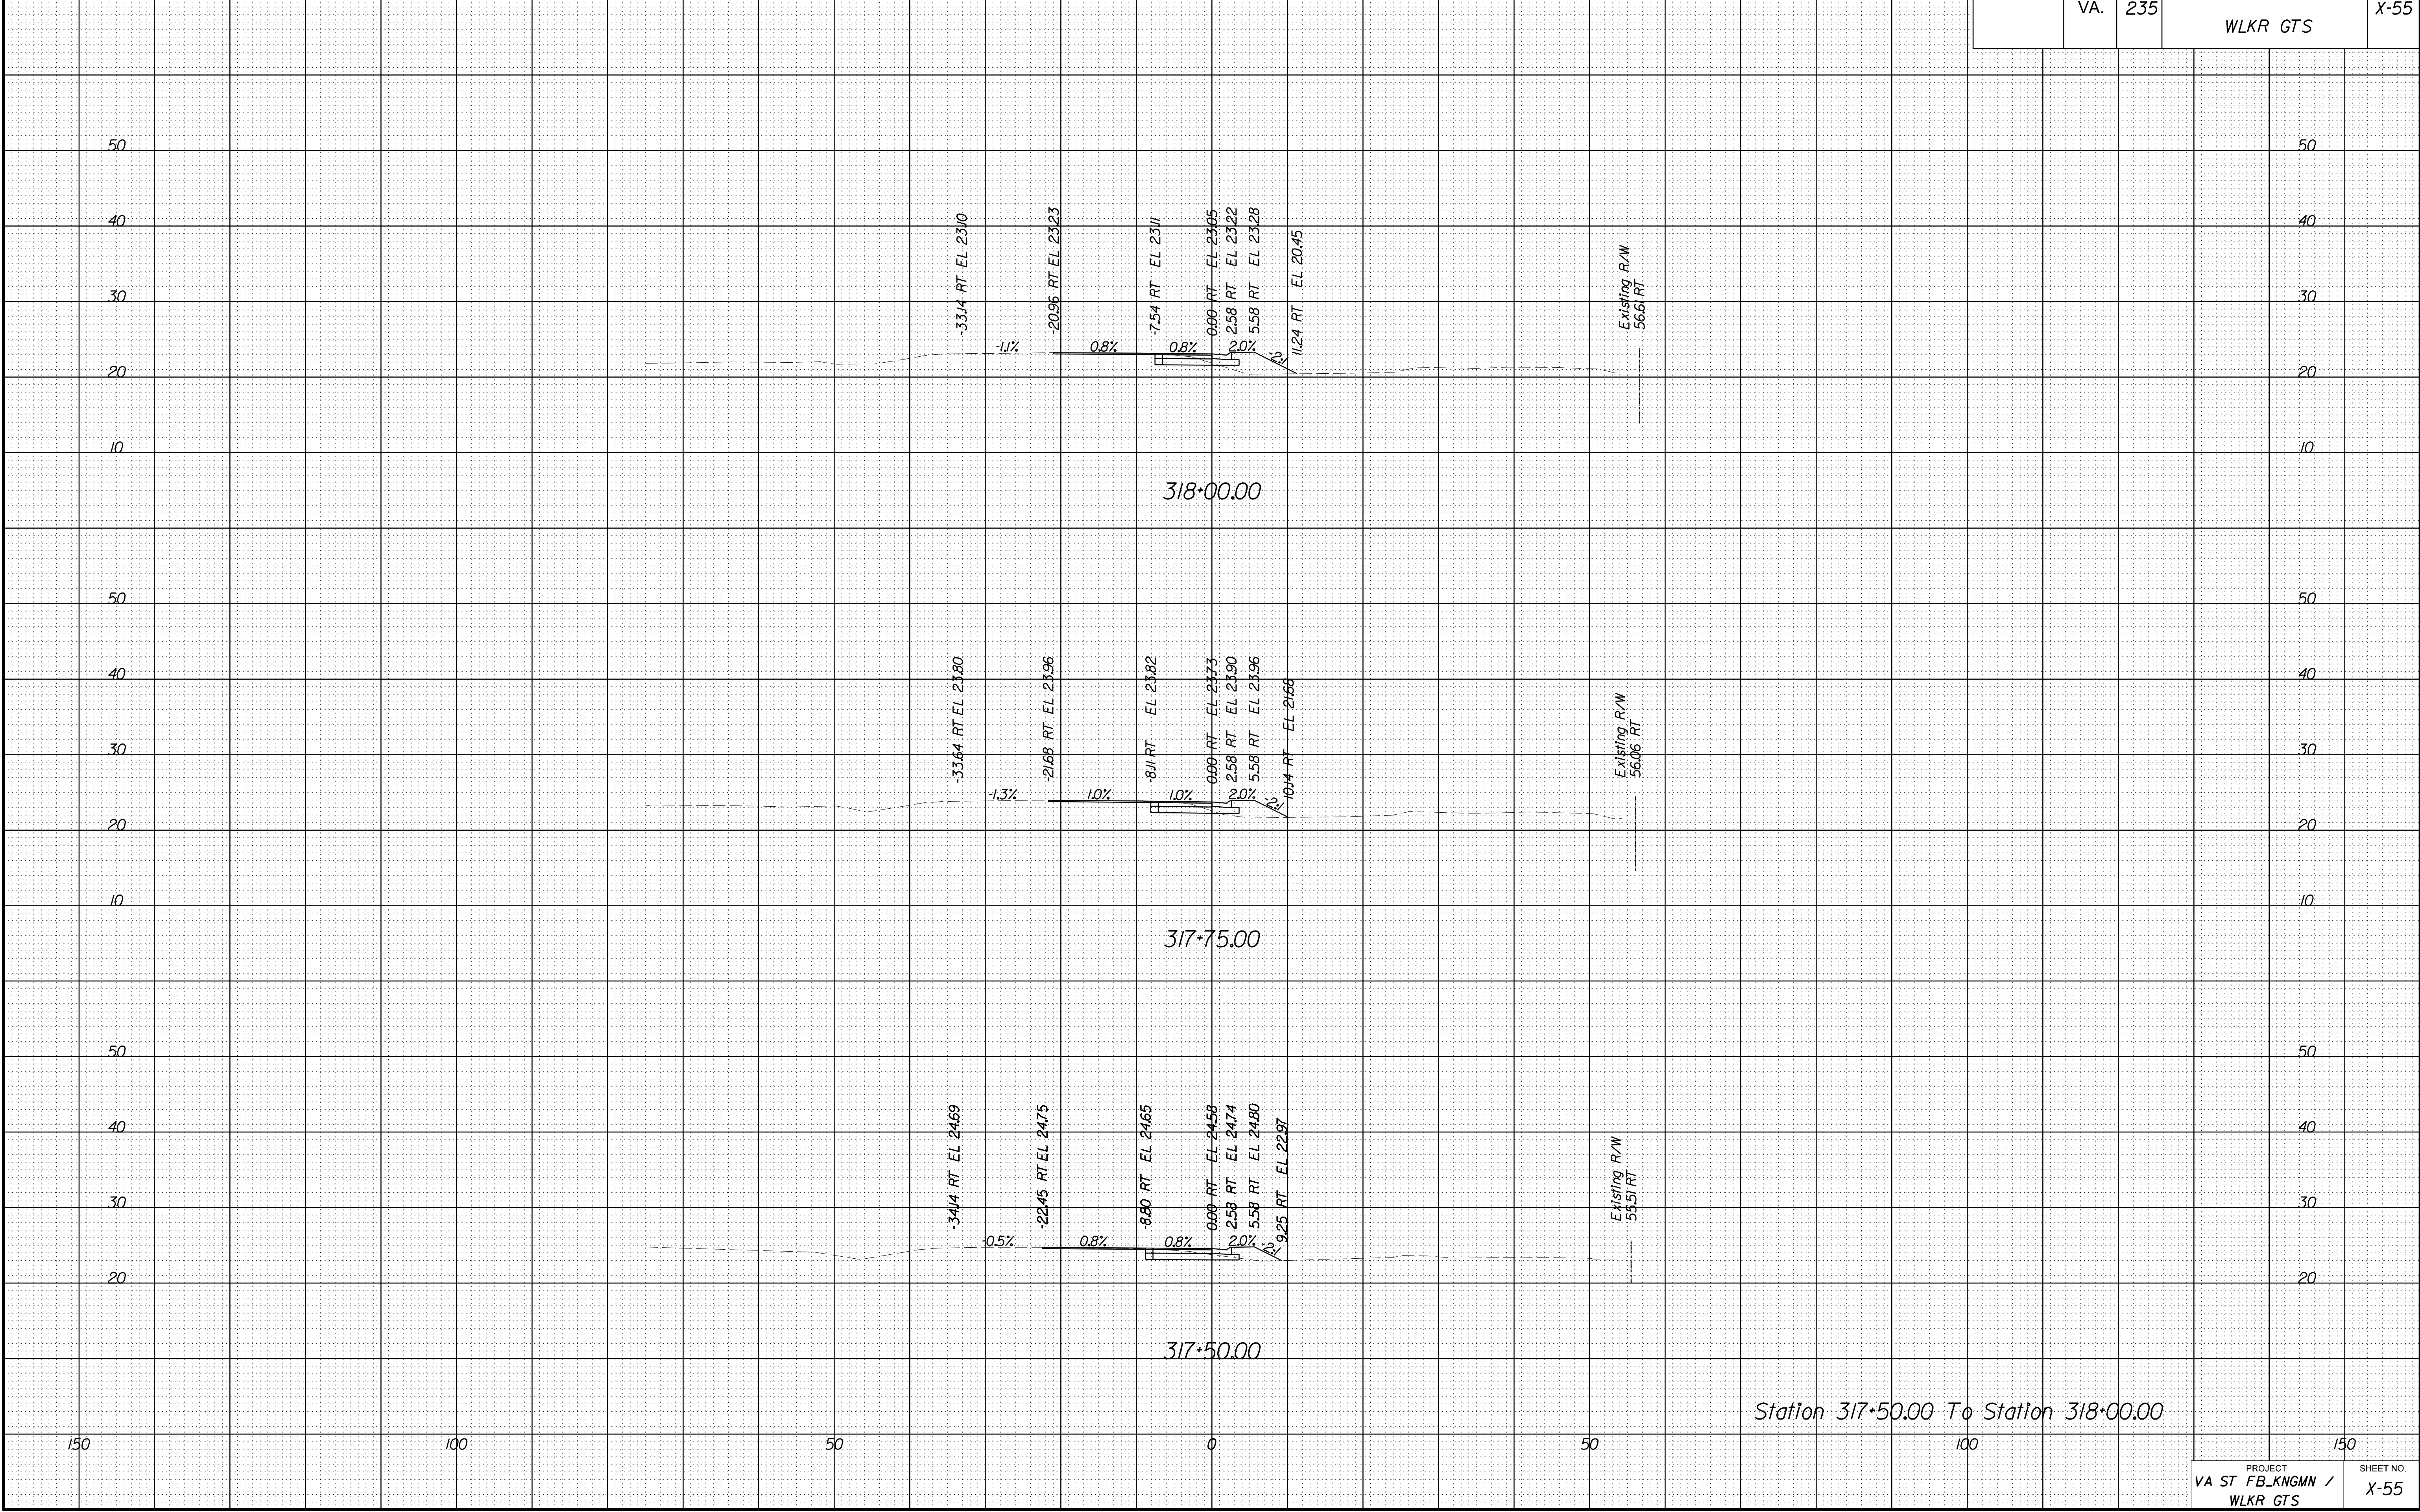 VA. 235 X-55
WLKR GTS
50 50
40 40
30 30
20 20
10 10
-33.14 RT EL 23.10
-20.96 RT EL 23.23
-7.54 RT EL 23.11
0.00 RT EL 23.05
2.58 RT EL 23.22
5.58 RT EL 23.28
11.24 RT EL 20.45
Existing R/W
56.61 RT
-1.1% 0.8% 0.8% 2.0% -2:1
318+00.00
50 50
40 40
30 30
20 20
10 10
-33.64 RT EL 23.80
-21.68 RT EL 23.96
-8.11 RT EL 23.82
0.00 RT EL 23.73
2.58 RT EL 23.90
5.58 RT EL 23.96
10.14 RT EL 21.68
Existing R/W
56.06 RT
-1.3% 1.0% 1.0% 2.0% -2:1
317+75.00
50 50
40 40
30 30
20 20
-34.14 RT EL 24.69
-22.45 RT EL 24.75
-8.80 RT EL 24.65
0.00 RT EL 24.58
2.58 RT EL 24.74
5.58 RT EL 24.80
9.25 RT EL 22.97
Existing R/W
55.51 RT
-0.5% 0.8% 0.8% 2.0% -2:1
317+50.00
Station 317+50.00 To Station 318+00.00
150 100 50 0 50 100 150
PROJECT
VA ST FB_KNGMN /
WLKR GTS
SHEET NO.
X-55